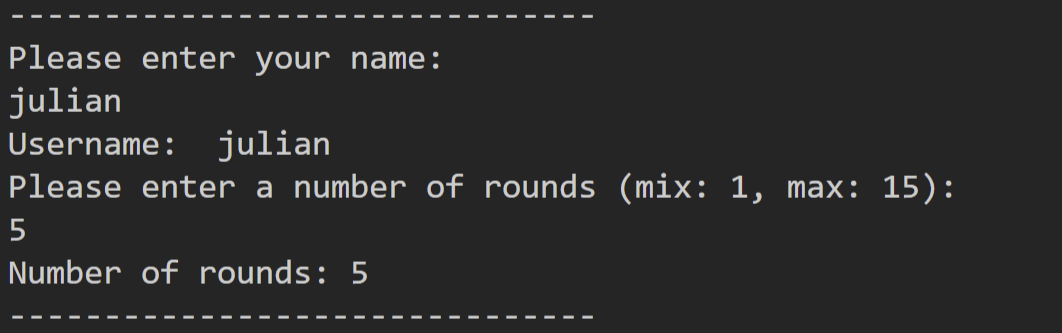 --------------------------------
Please enter your name:
julian
Username:  julian
Please enter a number of rounds (mix: 1, max: 15):
5
Number of rounds: 5
--------------------------------